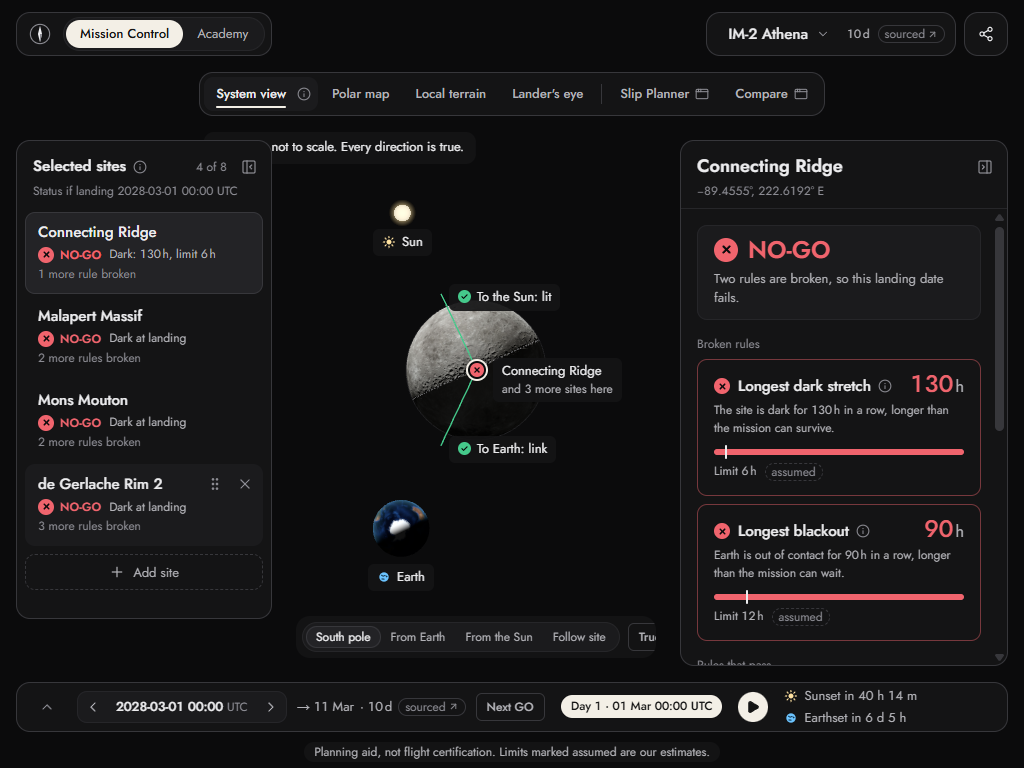 Mission Control
Academy
IM-2 Athena
10 d
sourced ↗
System view
Polar map
Local terrain
Lander's eye
Slip Planner
Compare
not to scale. Every direction is true.
Selected sites
4 of 8
Status if landing 2028-03-01 00:00 UTC
Connecting Ridge
NO-GO Dark: 130 h, limit 6 h
1 more rule broken
Malapert Massif
NO-GO Dark at landing
2 more rules broken
Mons Mouton
NO-GO Dark at landing
2 more rules broken
de Gerlache Rim 2
NO-GO Dark at landing
3 more rules broken
+ Add site
Sun
To the Sun: lit
Connecting Ridge
and 3 more sites here
To Earth: link
Earth
South pole
From Earth
From the Sun
Follow site
Connecting Ridge
−89.4555°, 222.6192° E
NO-GO
Two rules are broken, so this landing date
fails.
Broken rules
Longest dark stretch 130 h
The site is dark for 130 h in a row, longer than
the mission can survive.
Limit 6 h assumed
Longest blackout 90 h
Earth is out of contact for 90 h in a row, longer
than the mission can wait.
Limit 12 h assumed
Rules that pass
2028-03-01 00:00 UTC
→ 11 Mar · 10 d sourced ↗
Next GO
Day 1 · 01 Mar 00:00 UTC
Sunset in 40 h 14 m
Earthset in 6 d 5 h
Planning aid, not flight certification. Limits marked assumed are our estimates.